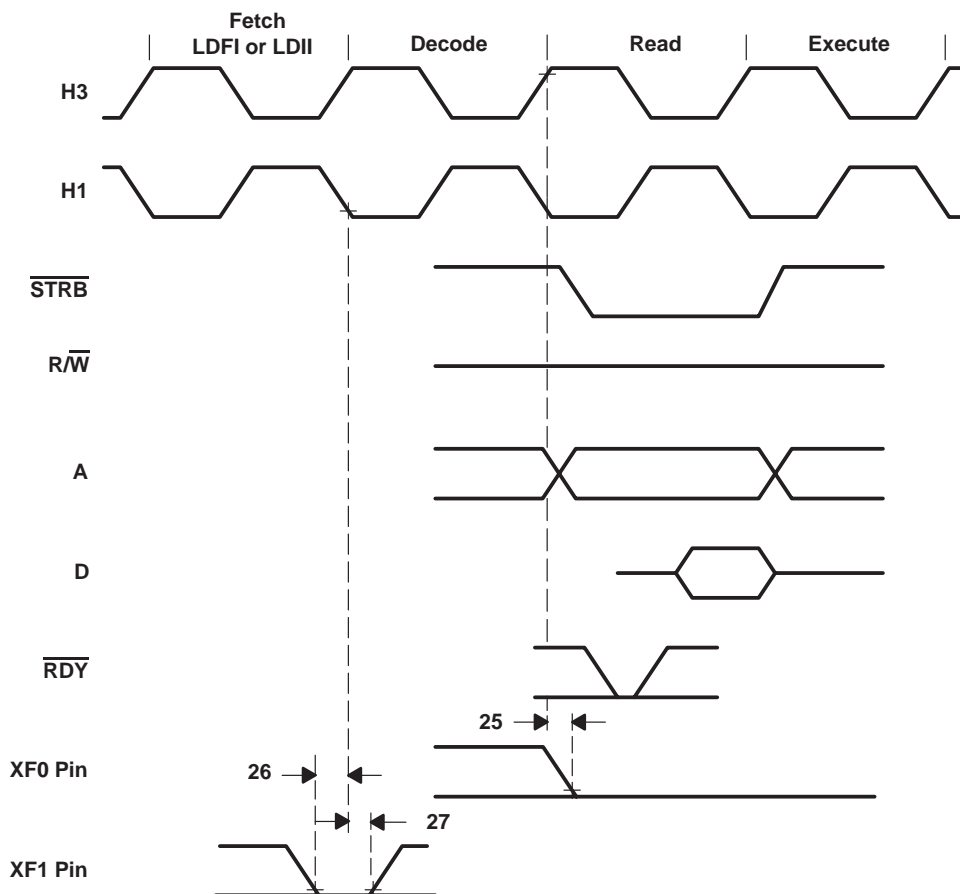 Fetch
LDFI or LDII
Decode
Read
Execute
H3
H1
STRB
R/W
A
D
RDY
25
XF0 Pin
26
27
XF1 Pin